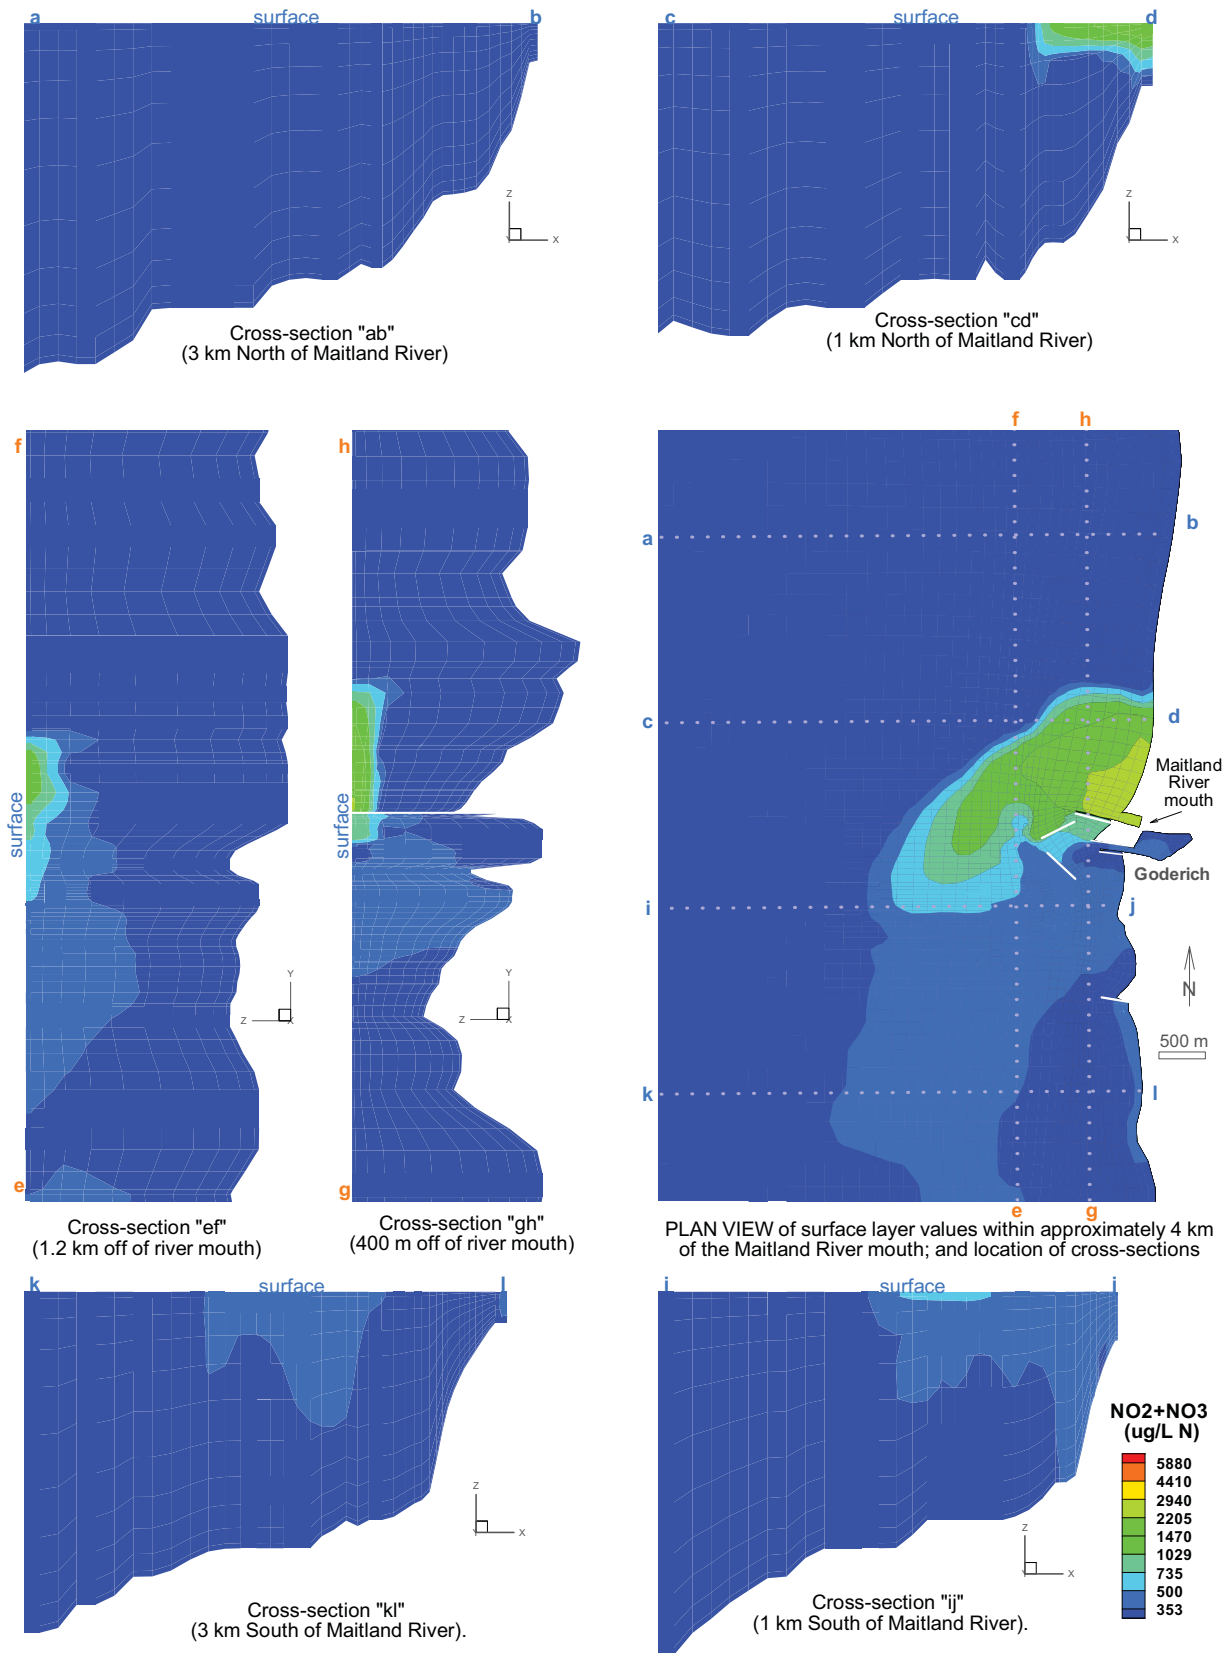 a surface b
c surface d
Z
X
Y
Z
X
Y
Cross-section "ab"
(3 km North of Maitland River)
Cross-section "cd"
(1 km North of Maitland River)
f
surface
e
Y
Z
X
h
surface
g
Y
Z
X
f h
a
b
c
d
Maitland
River
mouth
Goderich
i
j
N
500 m
k
l
e g
Cross-section "ef"
(1.2 km off of river mouth)
Cross-section "gh"
(400 m off of river mouth)
PLAN VIEW of surface layer values within approximately 4 km
of the Maitland River mouth; and location of cross-sections
k surface l
Z
X
Y
Cross-section "kl"
(3 km South of Maitland River).
i surface j
Z
X
Y
Cross-section "ij"
(1 km South of Maitland River).
NO2+NO3
(ug/L N)
5880
4410
2940
2205
1470
1029
735
500
353